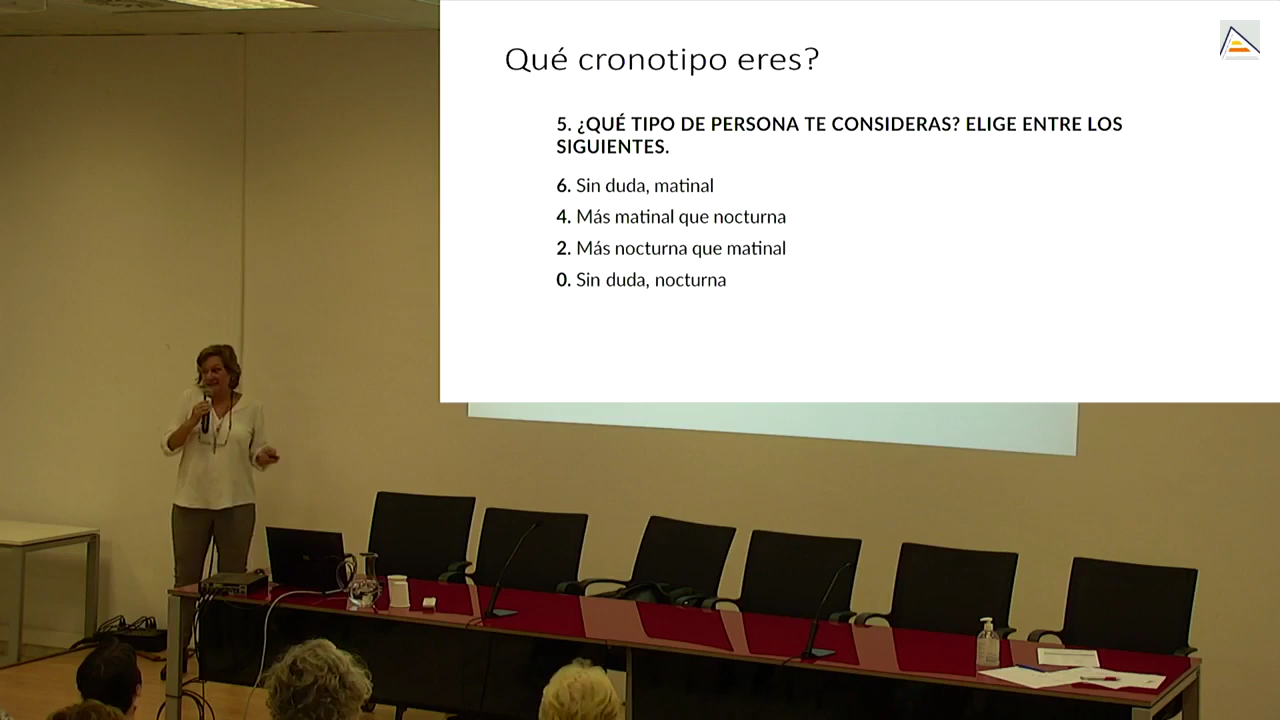 Qué cronotipo eres?
5. ¿QUÉ TIPO DE PERSONA TE CONSIDERAS? ELIGE ENTRE LOS
SIGUIENTES.
6. Sin duda, matinal
4. Más matinal que nocturna
2. Más nocturna que matinal
0. Sin duda, nocturna